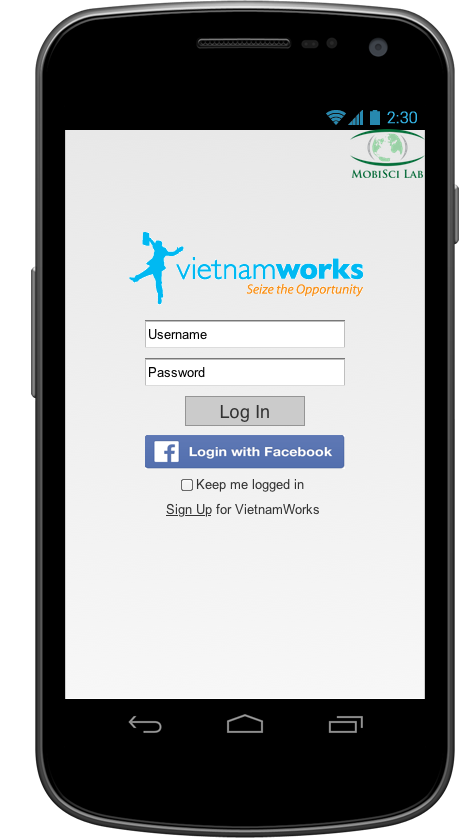 2:30
MobiSci Lab
vietnamworks
Seize the Opportunity
Username
Password
Log In
Login with Facebook
Keep me logged in
Sign Up for VietnamWorks